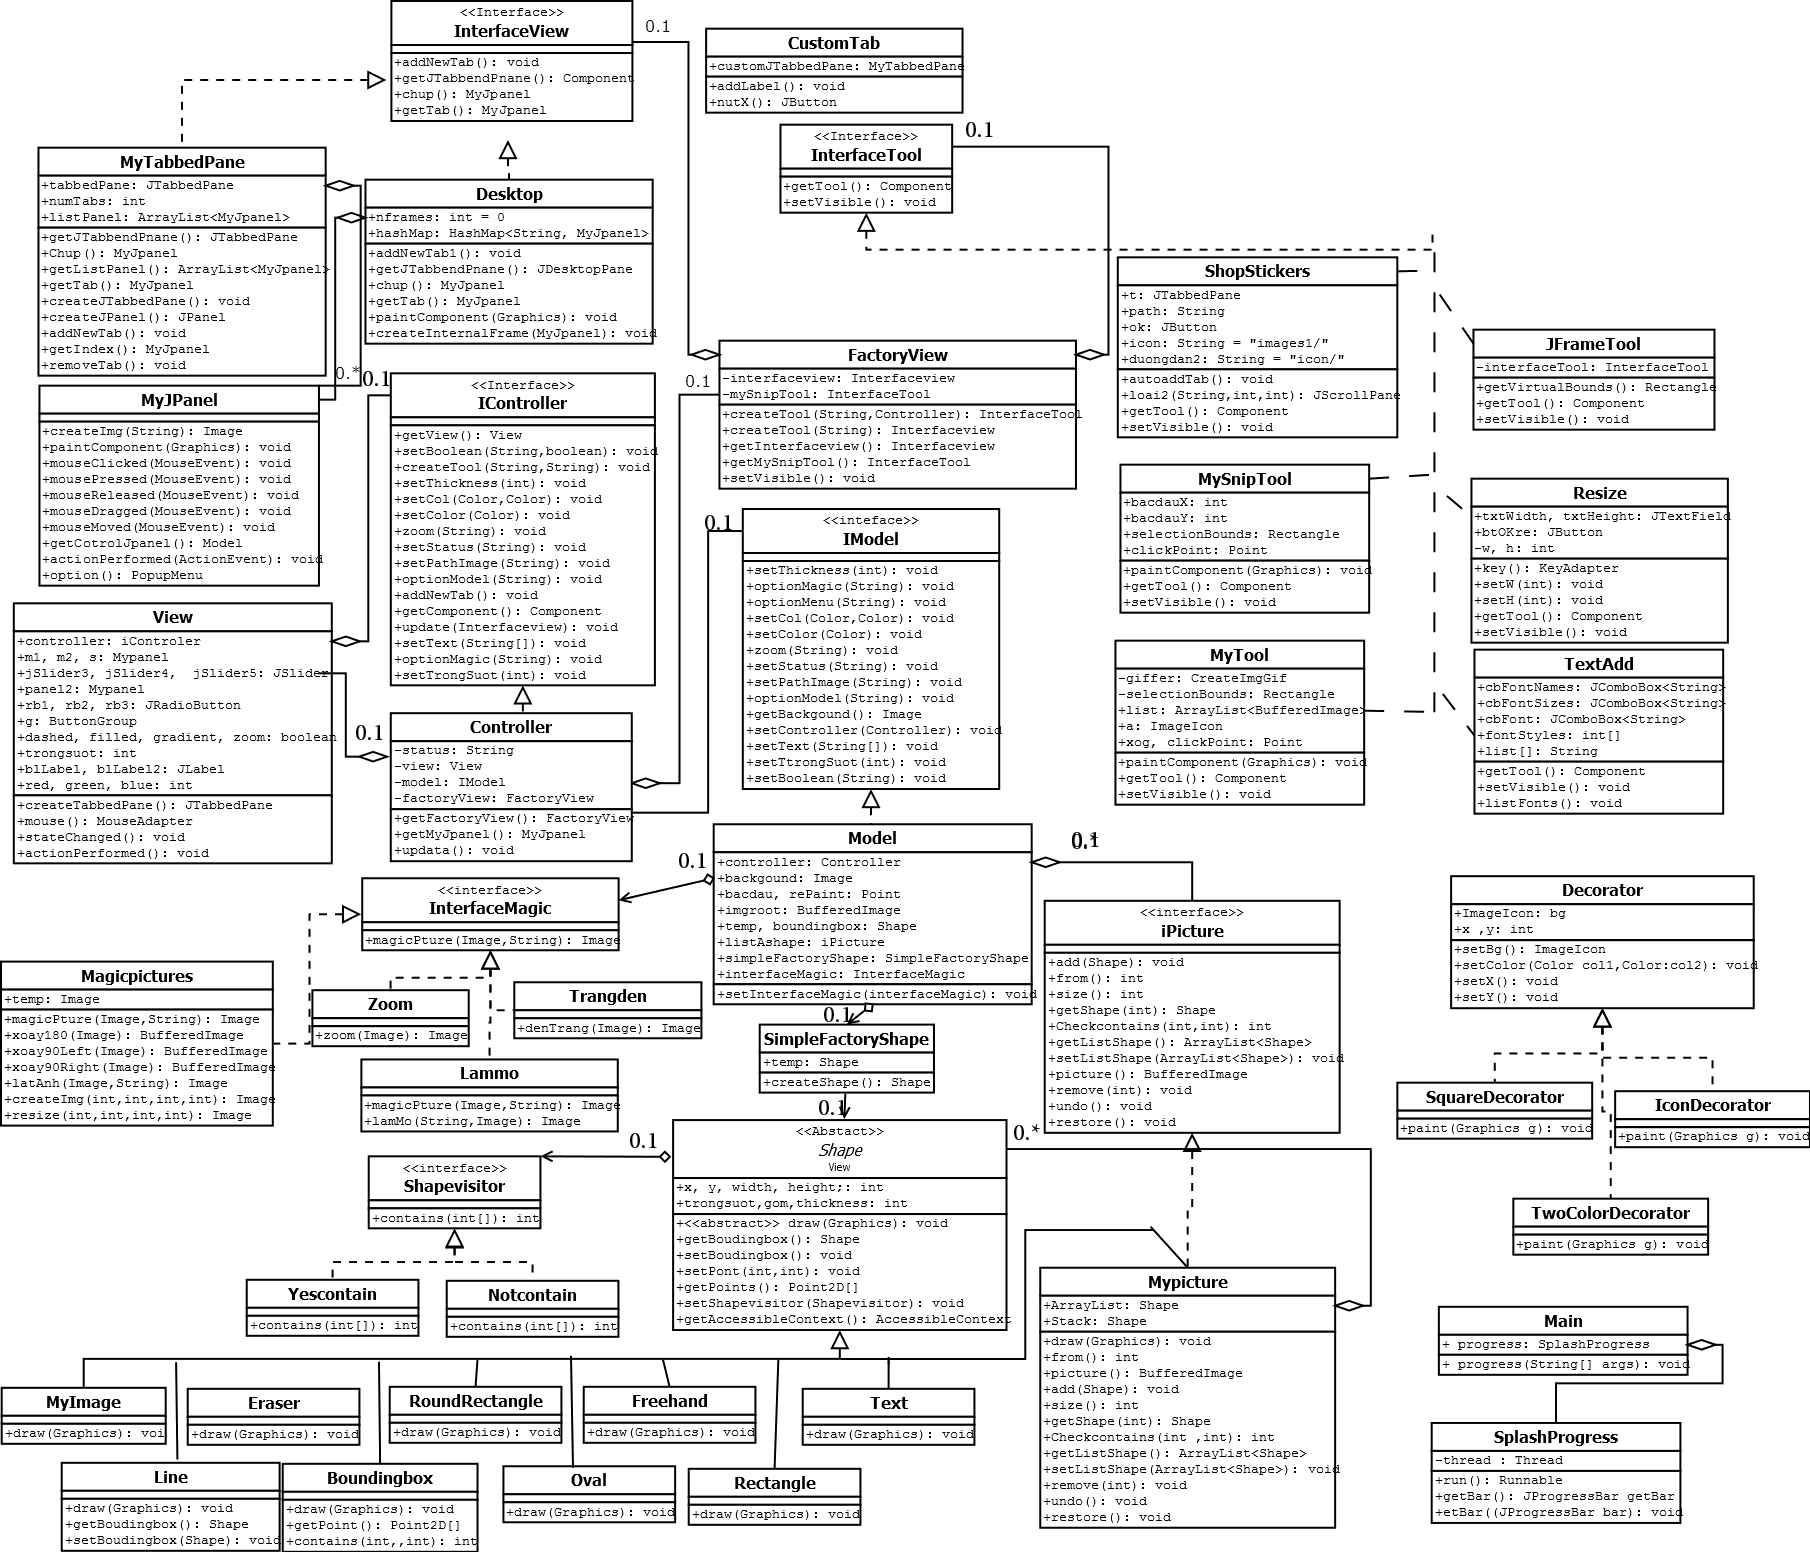 <<Interface>>
InterfaceView
+addNewTab(): void
+getJTabbendPnane(): Component
+chup(): MyJpanel
+getTab(): MyJpanel
0.1
CustomTab
+customJTabbedPane: MyTabbedPane
+addLabel(): void
+nutX(): JButton
<<Interface>>
InterfaceTool
+getTool(): Component
+setVisible(): void
0.1
MyTabbedPane
+tabbedPane: JTabbedPane
+numTabs: int
+listPanel: ArrayList<MyJpanel>
+getJTabbendPnane(): JTabbedPane
+Chup(): MyJpanel
+getListPanel(): ArrayList<MyJpanel>
+getTab(): MyJpanel
+createJTabbedPane(): void
+createJPanel(): JPanel
+addNewTab(): void
+getIndex(): MyJpanel
+removeTab(): void
Desktop
+nframes: int = 0
+hashMap: HashMap<String, MyJpanel>
+addNewTab1(): void
+getJTabbendPnane(): JDesktopPane
+chup(): MyJpanel
+getTab(): MyJpanel
+paintComponent(Graphics): void
+createInternalFrame(MyJpanel): void
ShopStickers
+t: JTabbedPane
+path: String
+ok: JButton
+icon: String = "images1/"
+duongdan2: String = "icon/"
+autoaddTab(): void
+loai2(String,int,int): JScrollPane
+getTool(): Component
+setVisible(): void
JFrameTool
-interfaceTool: InterfaceTool
+getVirtualBounds(): Rectangle
+getTool(): Component
+setVisible(): void
FactoryView
-interfaceview: Interfaceview
-mySnipTool: InterfaceTool
+createTool(String,Controller): InterfaceTool
+createTool(String): Interfaceview
+getInterfaceview(): Interfaceview
+getMySnipTool(): InterfaceTool
+setVisible(): void
0.1
0.*
0.1
MyJPanel
+createImg(String): Image
+paintComponent(Graphics): void
+mouseClicked(MouseEvent): void
+mousePressed(MouseEvent): void
+mouseReleased(MouseEvent): void
+mouseDragged(MouseEvent): void
+mouseMoved(MouseEvent): void
+getCotrolJpanel(): Model
+actionPerformed(ActionEvent): void
+option(): PopupMenu
<<Interface>>
IController
+getView(): View
+setBoolean(String,boolean): void
+createTool(String,String): void
+setThickness(int): void
+setCol(Color,Color): void
+setColor(Color): void
+zoom(String): void
+setStatus(String): void
+setPathImage(String): void
+optionModel(String): void
+addNewTab(): void
+getComponent(): Component
+update(Interfaceview): void
+setText(String[]): void
+optionMagic(String): void
+setTrongSuot(int): void
MySnipTool
+bacdauX: int
+bacdauY: int
+selectionBounds: Rectangle
+clickPoint: Point
+paintComponent(Graphics): void
+getTool(): Component
+setVisible(): void
Resize
+txtWidth, txtHeight: JTextField
+btOKre: JButton
-w, h: int
+key(): KeyAdapter
+setW(int): void
+setH(int): void
+getTool(): Component
+setVisible(): void
0.1
<<inteface>>
IModel
+setThickness(int): void
+optionMagic(String): void
+optionMenu(String): void
+setCol(Color,Color): void
+setColor(Color): void
+zoom(String): void
+setStatus(String): void
+setPathImage(String): void
+optionModel(String): void
+getBackgound(): Image
+setController(Controller): void
+setText(String[]): void
+setTtrongSuot(int): void
+setBoolean(String): void
View
+controller: iControler
+m1, m2, s: Mypanel
+jSlider3, jSlider4,  jSlider5: JSlider
+panel2: Mypanel
+rb1, rb2, rb3: JRadioButton
+g: ButtonGroup
+dashed, filled, gradient, zoom: boolean
+trongsuot: int
+blLabel, blLabel2: JLabel
+red, green, blue: int
+createTabbedPane(): JTabbedPane
+mouse(): MouseAdapter
+stateChanged(): void
+actionPerformed(): void
0.1
Controller
-status: String
-view: View
-model: IModel
-factoryView: FactoryView
+getFactoryView(): FactoryView
+getMyJpanel(): MyJpanel
+updata(): void
MyTool
-giffer: CreateImgGif
-selectionBounds: Rectangle
+list: ArrayList<BufferedImage>
+a: ImageIcon
+xog, clickPoint: Point
+paintComponent(Graphics): void
+getTool(): Component
+setVisible(): void
TextAdd
+cbFontNames: JComboBox<String>
+cbFontSizes: JComboBox<String>
+cbFont: JComboBox<String>
+fontStyles: int[]
+list[]: String
+getTool(): Component
+setVisible(): void
+listFonts(): void
Model
+controller: Controller
+backgound: Image
+bacdau, rePaint: Point
+imgroot: BufferedImage
+temp, boundingbox: Shape
+listAshape: iPicture
+simpleFactoryShape: SimpleFactoryShape
+interfaceMagic: InterfaceMagic
+setInterfaceMagic(interfaceMagic): void
0.1
0.1
<<interface>>
InterfaceMagic
+magicPture(Image,String): Image
<<interface>>
iPicture
+add(Shape): void
+from(): int
+size(): int
+getShape(int): Shape
+Checkcontains(int,int): int
+getListShape(): ArrayList<Shape>
+setListShape(ArrayList<Shape>): void
+picture(): BufferedImage
+remove(int): void
+undo(): void
+restore(): void
Decorator
+ImageIcon: bg
+x ,y: int
+setBg(): ImageIcon
+setColor(Color col1,Color:col2): void
+setX(): void
+setY(): void
Magicpictures
+temp: Image
+magicPture(Image,String): Image
+xoay180(Image): BufferedImage
+xoay90Left(Image): BufferedImage
+xoay90Right(Image): BufferedImage
+latAnh(Image,String): Image
+createImg(int,int,int,int): Image
+resize(int,int,int,int): Image
Zoom
+zoom(Image): Image
Trangden
+denTrang(Image): Image
Lammo
+magicPture(Image,String): Image
+lamMo(String,Image): Image
0.1
SimpleFactoryShape
+temp: Shape
+createShape(): Shape
0.1
SquareDecorator
+paint(Graphics g): void
IconDecorator
+paint(Graphics g): void
TwoColorDecorator
+paint(Graphics g): void
0.1
<<interface>>
Shapevisitor
+contains(int[]): int
<<Abstact>>
Shape
View
+x, y, width, height;: int
+trongsuot,gom,thickness: int
+<<abstract>> draw(Graphics): void
+getBoudingbox(): Shape
+setBoudingbox(): void
+setPont(int,int): void
+getPoints(): Point2D[]
+setShapevisitor(Shapevisitor): void
+getAccessibleContext(): AccessibleContext
0.*
Yescontain
+contains(int[]): int
Notcontain
+contains(int[]): int
Mypicture
+ArrayList: Shape
+Stack: Shape
+draw(Graphics): void
+from(): int
+picture(): BufferedImage
+add(Shape): void
+size(): int
+getShape(int): Shape
+Checkcontains(int ,int): int
+getListShape(): ArrayList<Shape>
+setListShape(ArrayList<Shape>): void
+remove(int): void
+undo(): void
+restore(): void
Main
+ progress: SplashProgress
+ progress(String[] args): void
SplashProgress
-thread : Thread
+run(): Runnable
+getBar(): JProgressBar getBar
+etBar((JProgressBar bar): void
MyImage
+draw(Graphics): voi
Eraser
+draw(Graphics): void
RoundRectangle
+draw(Graphics): void
Freehand
+draw(Graphics): void
Text
+draw(Graphics): void
Line
+draw(Graphics): void
+getBoudingbox(): Shape
+setBoudingbox(Shape): void
Boundingbox
+draw(Graphics): void
+getPoint(): Point2D[]
+contains(int,,int): int
Oval
+draw(Graphics): void
Rectangle
+draw(Graphics): void